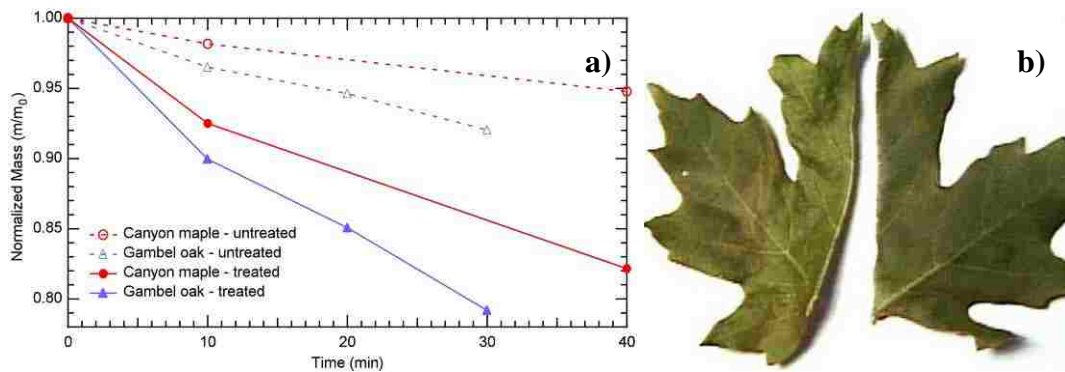 1.00
0.95
0.90
0.85
0.80
Normalized Mass (m/m₀)
a)
Canyon maple - untreated
Gambel oak - untreated
Canyon maple - treated
Gambel oak - treated
0
10
20
30
40
Time (min)
b)